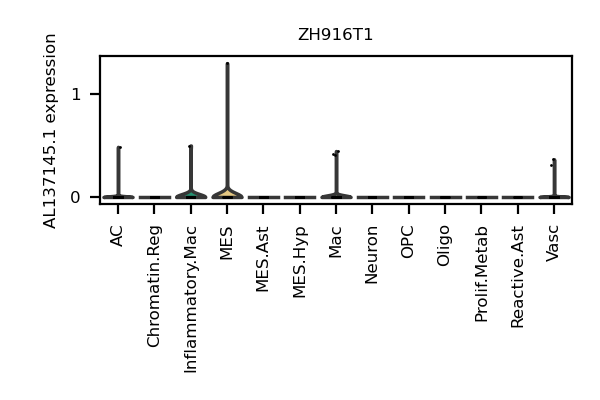 ZH916T1
AL137145.1 expression
1
0
AC
Chromatin.Reg
Inflammatory.Mac
MES
MES.Ast
MES.Hyp
Mac
Neuron
OPC
Oligo
Prolif.Metab
Reactive.Ast
Vasc